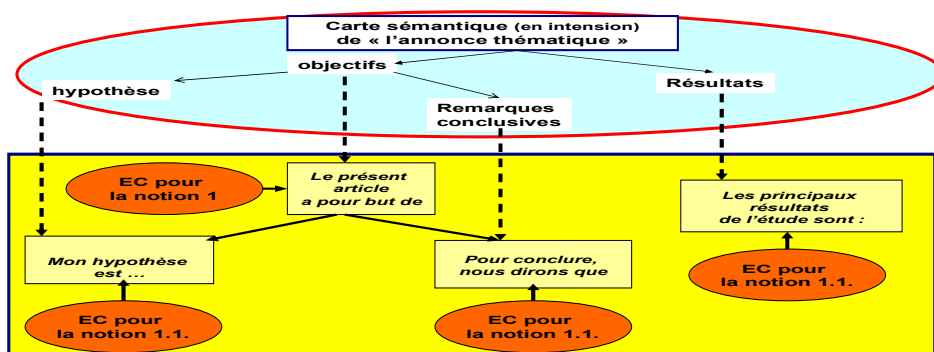 Carte sémantique (en intension)
de « l'annonce thématique »
objectifs
hypothèse
Résultats
Remarques
conclusives
EC pour
la notion 1
Le présent
article
a pour but de
Les principaux
résultats
de l'étude sont :
Mon hypothèse
est ...
Pour conclure,
nous dirons que
EC pour
la notion 1.1.
EC pour
la notion 1.1.
EC pour
la notion 1.1.